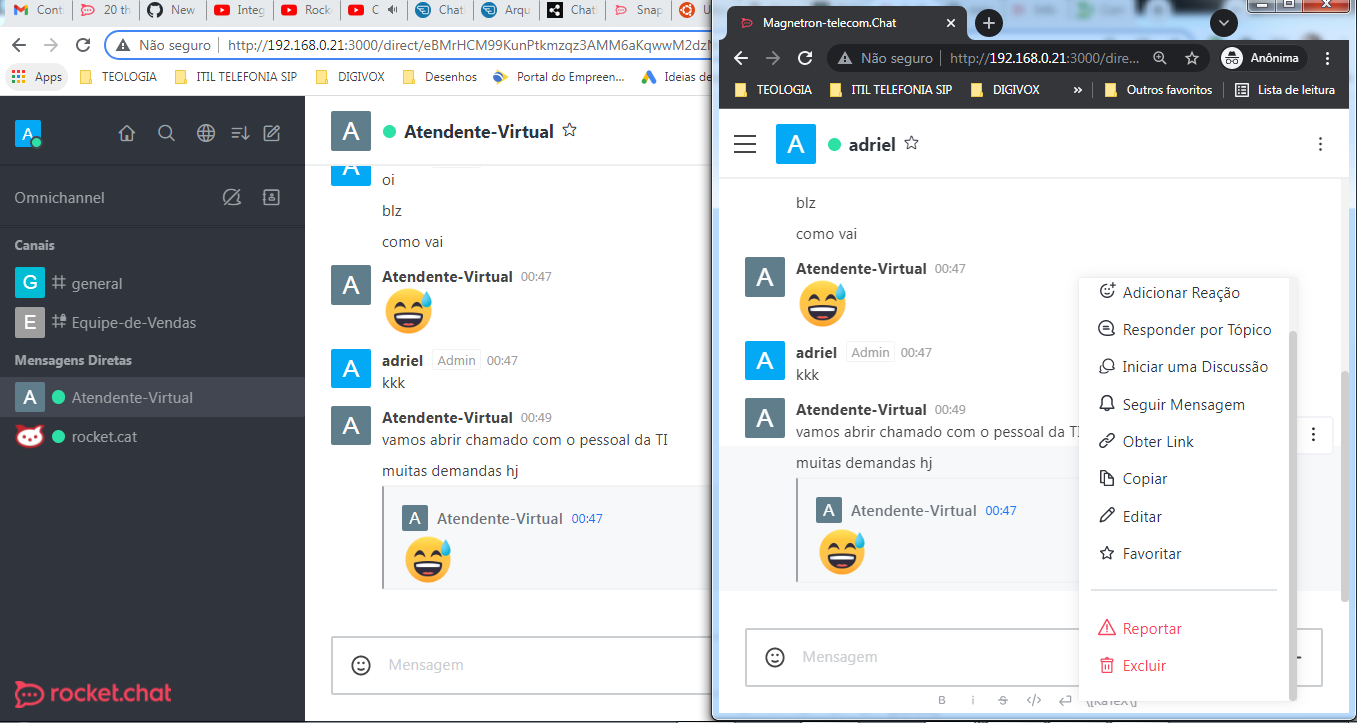 Cont
20 th
New
Integ
Rock
C
Chat
Arqu
Chat
Snap
Não seguro
http://192.168.0.21:3000/direct/eBMrHCM99KunPtkmzqz3AMM6aKqwwM2dzN
Apps
TEOLOGIA
ITIL TELEFONIA SIP
DIGIVOX
Desenhos
Portal do Empreen...
Ideias de
A
Omnichannel
Canais
G general
E Equipe-de-Vendas
Mensagens Diretas
A Atendente-Virtual
rocket.cat
rocket.chat
A Atendente-Virtual
A
oi
blz
como vai
A Atendente-Virtual 00:47
A adriel Admin 00:47
kkk
A Atendente-Virtual 00:49
vamos abrir chamado com o pessoal da TI
muitas demandas hj
A Atendente-Virtual 00:47
Mensagem
Magnetron-telecom.Chat
Não seguro
http://192.168.0.21:3000/dire...
Anônima
TEOLOGIA
ITIL TELEFONIA SIP
DIGIVOX
»
Outros favoritos
Lista de leitura
A adriel
blz
como vai
A Atendente-Virtual 00:47
A adriel Admin 00:47
kkk
A Atendente-Virtual 00:49
vamos abrir chamado com o pessoal da TI
muitas demandas hj
A Atendente-Virtual 00:47
Mensagem
B i S </>
Adicionar Reação
Responder por Tópico
Iniciar uma Discussão
Seguir Mensagem
Obter Link
Copiar
Editar
Favoritar
Reportar
Excluir